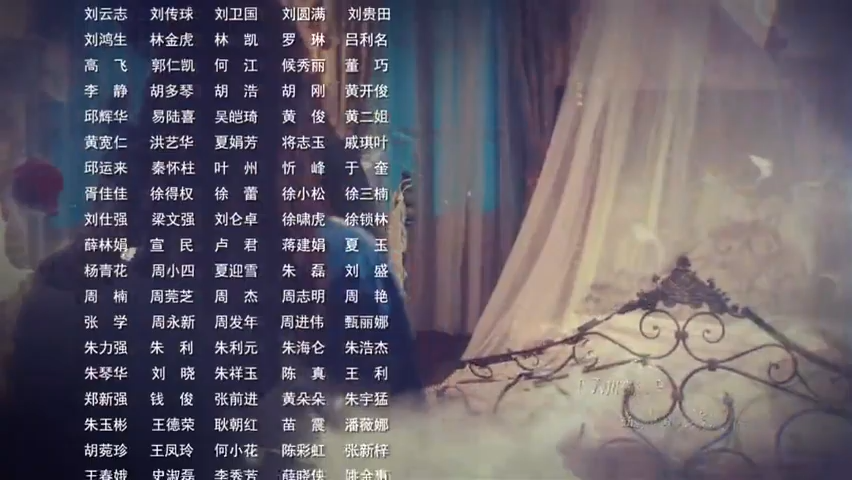 刘云志 刘传球 刘卫国 刘圆满 刘贵田
刘鸿生 林金虎 林 凯 罗 琳 吕利名
高 飞 郭仁凯 何 江 候秀丽 董 巧
李 静 胡多琴 胡 浩 胡 刚 黄开俊
邱辉华 易陆喜 吴皑琦 黄 俊 黄二姐
黄宽仁 洪艺华 夏娟芳 将志玉 戚琪叶
邱运来 秦怀柱 叶 州 忻 峰 于 奎
胥佳佳 徐得权 徐 蕾 徐小松 徐三楠
刘仕强 梁文强 刘仑卓 徐啸虎 徐锁林
薛林娟 宣 民 卢 君 蒋建娟 夏 玉
杨青花 周小四 夏迎雪 朱 磊 刘 盛
周 楠 周莞芝 周 杰 周志明 周 艳
张 学 周永新 周发年 周进伟 甄丽娜
朱力强 朱 利 朱利元 朱海仑 朱浩杰
朱琴华 刘 晓 朱祥玉 陈 真 王 利
郑新强 钱 俊 张前进 黄朵朵 朱宇猛
朱玉彬 王德荣 耿朝红 苗 震 潘薇娜
胡菀珍 王凤玲 何小花 陈彩虹 张新梓
王春娥 史淑磊 李秀芳 薛晓侠